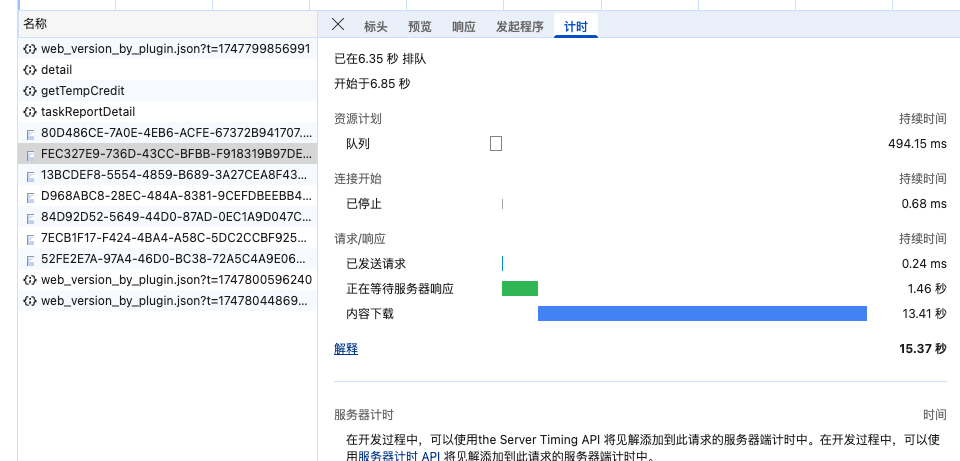 名称
web_version_by_plugin.json?t=1747799856991
detail
getTempCredit
taskReportDetail
80D486CE-7A0E-4EB6-ACFE-67372B941707....
FEC327E9-736D-43CC-BFBB-F918319B97DE...
13BCDEF8-5554-4859-B689-3A27CEA8F43...
D968ABC8-28EC-484A-8381-9CEFDBEEBB4...
84D92D52-5649-44D0-87AD-0EC1A9D047C...
7ECB1F17-F424-4BA4-A58C-5DC2CCBF925...
52FE2E7A-97A4-46D0-BC38-72A5C4A9E06...
web_version_by_plugin.json?t=1747800596240
web_version_by_plugin.json?t=17478044869...
标头 预览 响应 发起程序 计时
已在6.35 秒 排队
开始于6.85 秒
资源计划 持续时间
队列 494.15 ms
连接开始 持续时间
已停止 0.68 ms
请求/响应 持续时间
已发送请求 0.24 ms
正在等待服务器响应 1.46 秒
内容下载 13.41 秒
解释 15.37 秒
服务器计时 时间
在开发过程中，可以使用the Server Timing API 将见解添加到此请求的服务器端计时中。在开发过程中，可以使
用服务器计时 API 将见解添加到此请求的服务器端计时中。